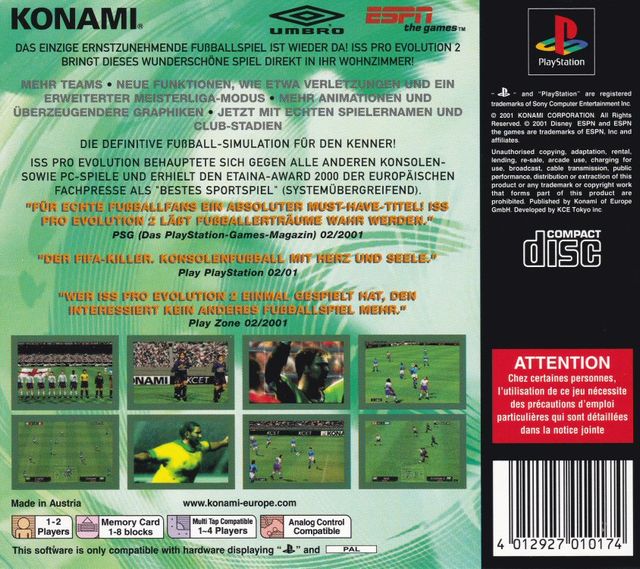 KONAMI®
UMBRO
ESPN
the games™
DAS EINZIGE ERNSTZUNEHMENDE FUßBALLSPIEL IST WIEDER DA! ISS PRO EVOLUTION 2
BRINGT DIESES WUNDERSCHÖNE SPIEL DIREKT IN IHR WOHNZIMMER!
MEHR TEAMS • NEUE FUNKTIONEN, WIE ETWA VERLETZUNGEN UND EIN
ERWEITERTER MEISTERLIGA-MODUS • MEHR ANIMATIONEN UND
ÜBERZEUGENDERE GRAPHIKEN • JETZT MIT ECHTEN SPIELERNAMEN UND
CLUB-STADIEN
DIE DEFINITIVE FUßBALL-SIMULATION FÜR DEN KENNER!
ISS PRO EVOLUTION BEHAUPTETE SICH GEGEN ALLE ANDEREN KONSOLEN-
SOWIE PC-SPIELE UND ERHIELT DEN ETAINA-AWARD 2000 DER EUROPÄISCHEN
FACHPRESSE ALS "BESTES SPORTSPIEL" (SYSTEMÜBERGREIFEND).
"FÜR ECHTE FUßBALLFANS EIN ABSOLUTER MUST-HAVE-TITEL! ISS
PRO EVOLUTION 2 LÄßT FUßBALLERTRÄUME WAHR WERDEN."
PSG (Das PlayStation-Games-Magazin) 02/2001
"DER FIFA-KILLER. KONSOLENFUßBALL MIT HERZ UND SEELE."
Play PlayStation 02/01
"WER ISS PRO EVOLUTION 2 EINMAL GESPIELT HAT, DEN
INTERESSIERT KEIN ANDERES FUßBALLSPIEL MEHR."
Play Zone 02/2001
ONAMI
KCET
KCET
KONA
Made in Austria
www.konami-europe.com
1-2
Players
Memory Card
1-8 blocks
Multi Tap Compatible
1~4 Players
Analog Control
Compatible
This software is only compatible with hardware displaying " " and PAL
PlayStation
" " and "PlayStation" are registered
trademarks of Sony Computer Entertainment Inc
© 2001 KONAMI CORPORATION. All Rights
Reserved. © 2001 Disney ESPN and ESPN
the games are trademarks of ESPN, Inc and
affiliates.
Unauthorised copying, adaptation, rental,
lending, re-sale, arcade use, charging for
use, broadcast, cable transmission, public
performance, distribution or extraction of this
product or any trademark or copyright work
that forms part of this product are
prohibited. Published by Konami of Europe
GmbH. Developed by KCE Tokyo Inc
COMPACT
disc
ATTENTION
Chez certaines personnes,
l'utilisation de ce jeu nécessite
des précautions d'emploi
particulières qui sont détaillées
dans la notice jointe
4 012927 010174